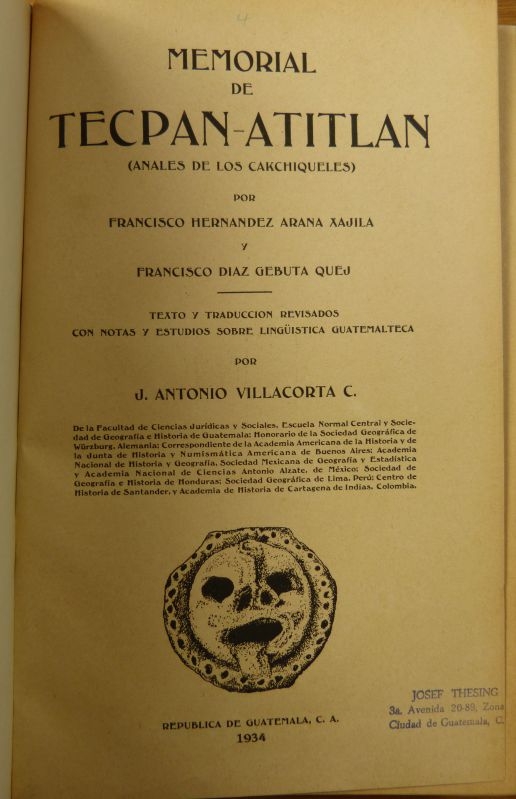 4
MEMORIAL
DE
TECPAN-ATITLAN
(ANALES DE LOS CAKCHIQUELES)
POR
FRANCISCO HERNANDEZ ARANA XAJILA
Y
FRANCISCO DIAZ GEBUTA QUEJ
TEXTO Y TRADUCCION REVISADOS
CON NOTAS Y ESTUDIOS SOBRE LINGÜISTICA GUATEMALTECA
POR
J. ANTONIO VILLACORTA C.
De la Facultad de Ciencias Jurídicas y Sociales, Escuela Normal Central y Socie-
dad de Geografía e Historia de Guatemala; Honorario de la Sociedad Geográfica de
Würzburg, Alemania; Correspondiente de la Academia Americana de la Historia y de
la Junta de Historia y Numismática Americana de Buenos Aires; Academia
Nacional de Historia y Geografía, Sociedad Mexicana de Geografía y Estadística
y Academia Nacional de Ciencias Antonio Alzate, de México; Sociedad de
Geografía e Historia de Honduras; Sociedad Geográfica de Lima, Perú; Centro de
Historia de Santander, y Academia de Historia de Cartagena de Indias, Colombia.
REPUBLICA DE GUATEMALA, C. A.
1934
JOSEF THESING
3a. Avenida 20-89, Zona
Ciudad de Guatemala, C.